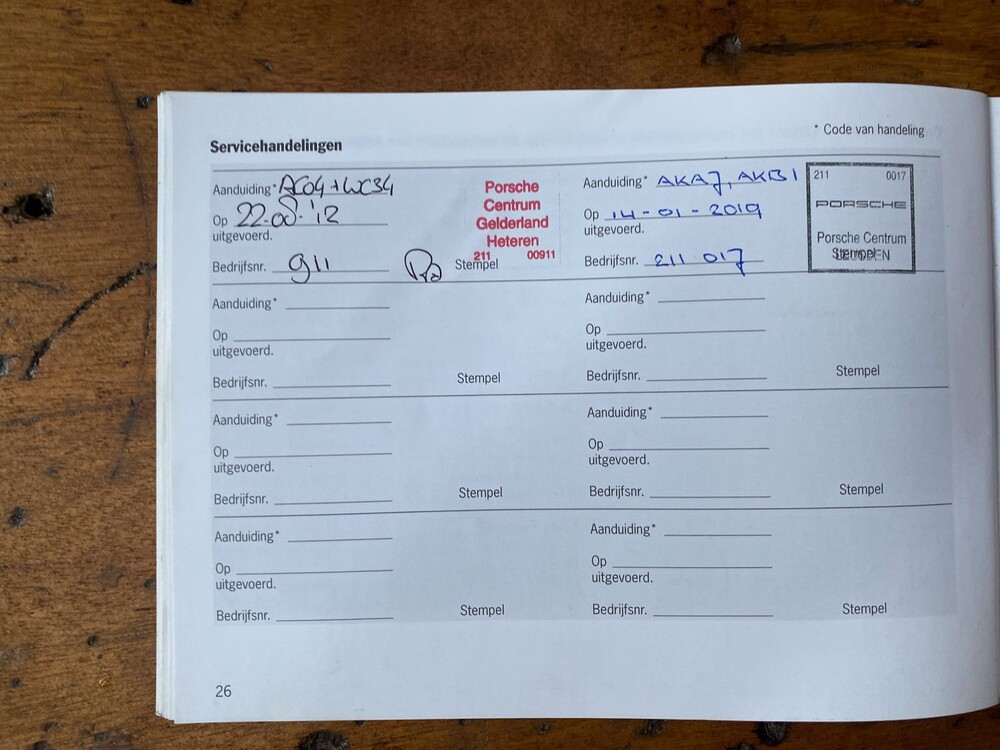 * Code van handeling
Servicehandelingen
Aanduiding* AC04 + WC34
Op 22-08-'12
uitgevoerd.
Bedrijfsnr. 911
Stempel
Porsche
Centrum
Gelderland
Heteren
211 00911
Aanduiding* AKA7, AKB1
Op 14-01-2019
uitgevoerd.
Bedrijfsnr. 211 017
211 0017
PORSCHE
Porsche Centrum
Stempel
Aanduiding*
Op
uitgevoerd.
Bedrijfsnr. Stempel
Aanduiding*
Op
uitgevoerd.
Bedrijfsnr. Stempel
Aanduiding*
Op
uitgevoerd.
Bedrijfsnr. Stempel
Aanduiding*
Op
uitgevoerd.
Bedrijfsnr. Stempel
Aanduiding*
Op
uitgevoerd.
Bedrijfsnr. Stempel
Aanduiding*
Op
uitgevoerd.
Bedrijfsnr. Stempel
26